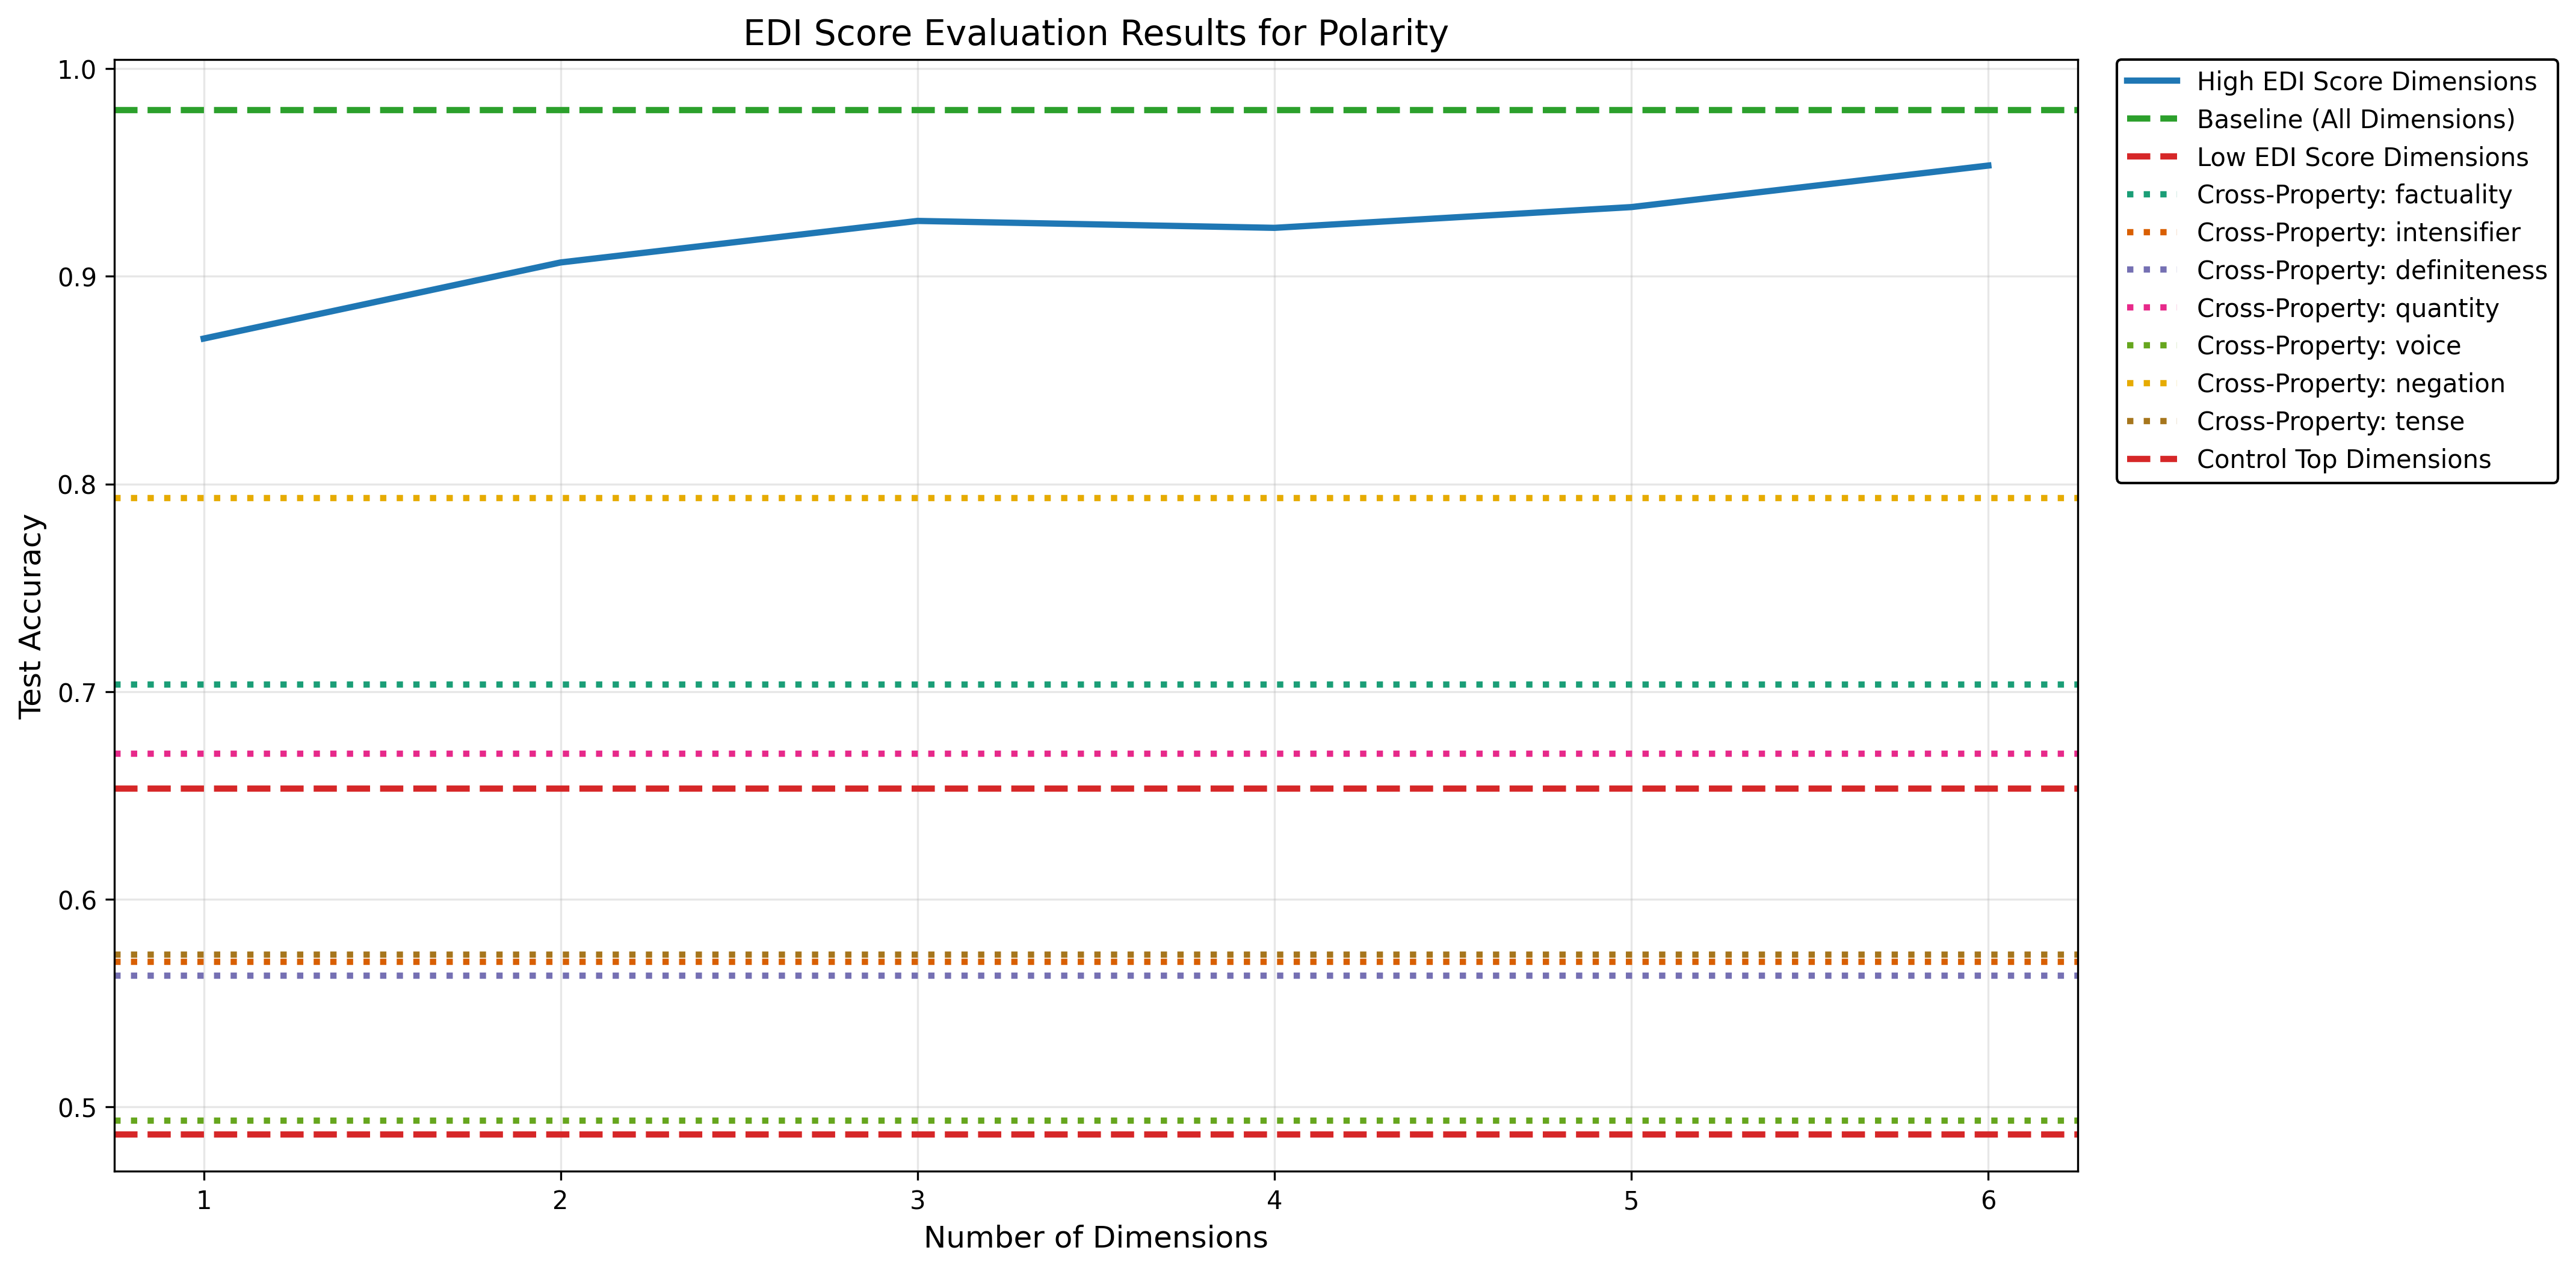 EDI Score Evaluation Results for Polarity
Test Accuracy
1.0
0.9
0.8
0.7
0.6
0.5
1 2 3 4 5 6
Number of Dimensions
High EDI Score Dimensions
Baseline (All Dimensions)
Low EDI Score Dimensions
Cross-Property: factuality
Cross-Property: intensifier
Cross-Property: definiteness
Cross-Property: quantity
Cross-Property: voice
Cross-Property: negation
Cross-Property: tense
Control Top Dimensions